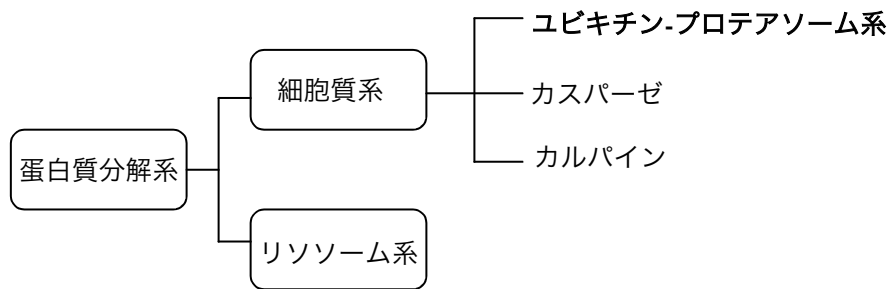 ユビキチン-プロテアソーム系
細胞質系
カスパーゼ
カルパイン
蛋白質分解系
リソソーム系